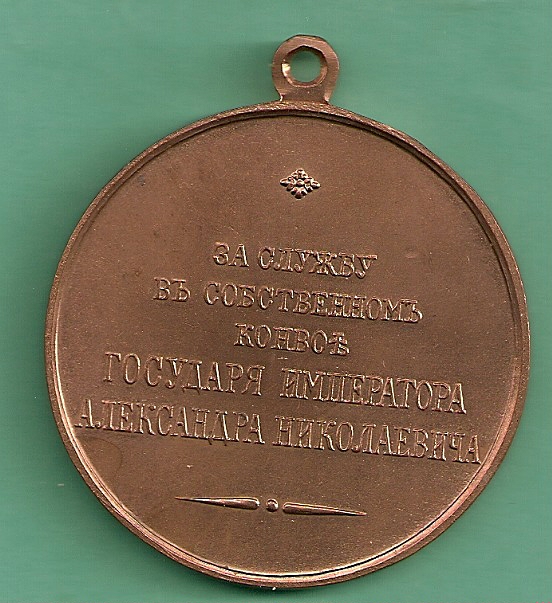 ЗА СЛУЖБУ
ВЪ СОБСТВЕННОМЪ
КОНВОѢ
ГОСУДАРЯ ИМПЕРАТОРА
АЛЕКСАНДРА НИКОЛАЕВИЧА